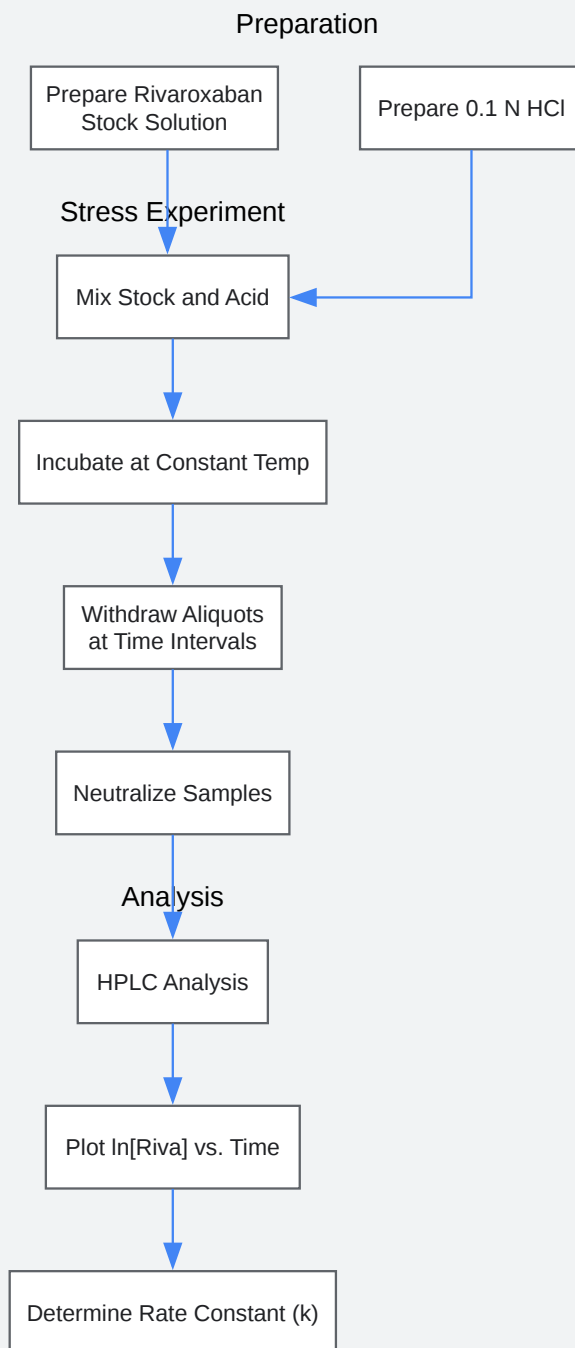 Preparation
Prepare Rivaroxaban
Stock Solution
Prepare 0.1 N HCl
Stress Experiment
Mix Stock and Acid
Incubate at Constant Temp
Withdraw Aliquots
at Time Intervals
Neutralize Samples
Analysis
HPLC Analysis
Plot ln[Riva] vs. Time
Determine Rate Constant (k)